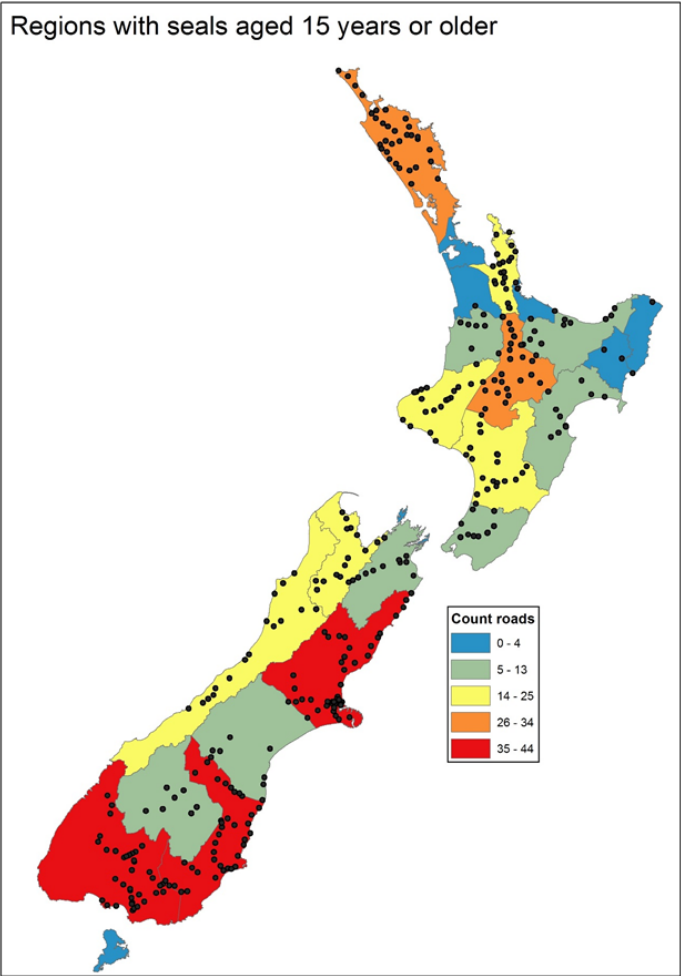 Regions with seals aged 15 years or older
Count roads
0 - 4
5 - 13
14 - 25
26 - 34
35 - 44